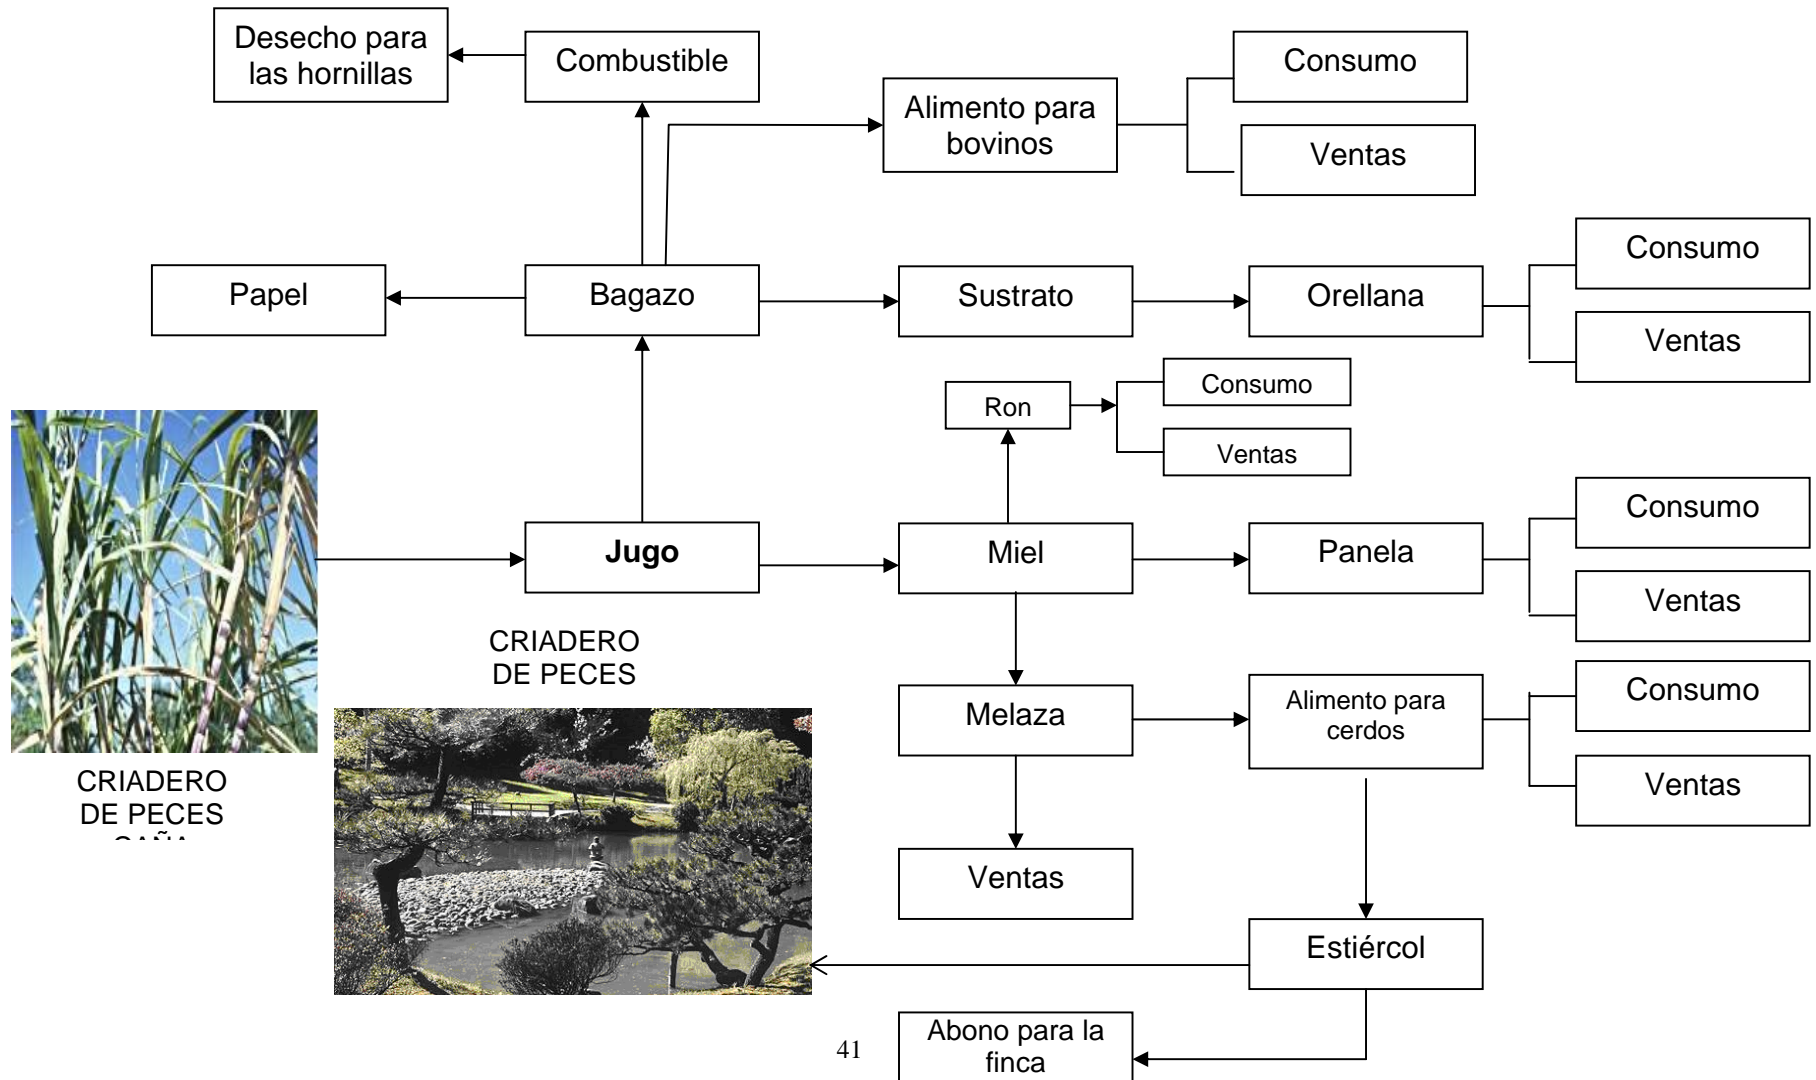 Desecho para
las hornillas
Combustible
Consumo
Alimento para
bovinos
Ventas
Papel
Bagazo
Sustrato
Orellana
Consumo
Ventas
Ron
Consumo
Ventas
Jugo
Miel
Panela
Consumo
Ventas
CRIADERO
DE PECES
Melaza
Alimento para
cerdos
Consumo
Ventas
CRIADERO
DE PECES
Ventas
Estiércol
Abono para la
finca
41